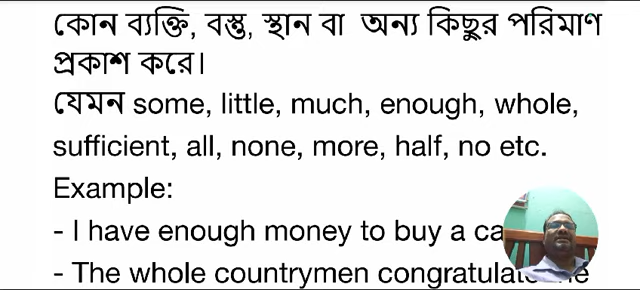 কোন ব্যক্তি, বস্তু, স্থান বা অন্য কিছুর পরিমাণ
প্রকাশ করে।
যেমন some, little, much, enough, whole,
sufficient, all, none, more, half, no etc.
Example:
- I have enough money to buy a
- The whole countrymen